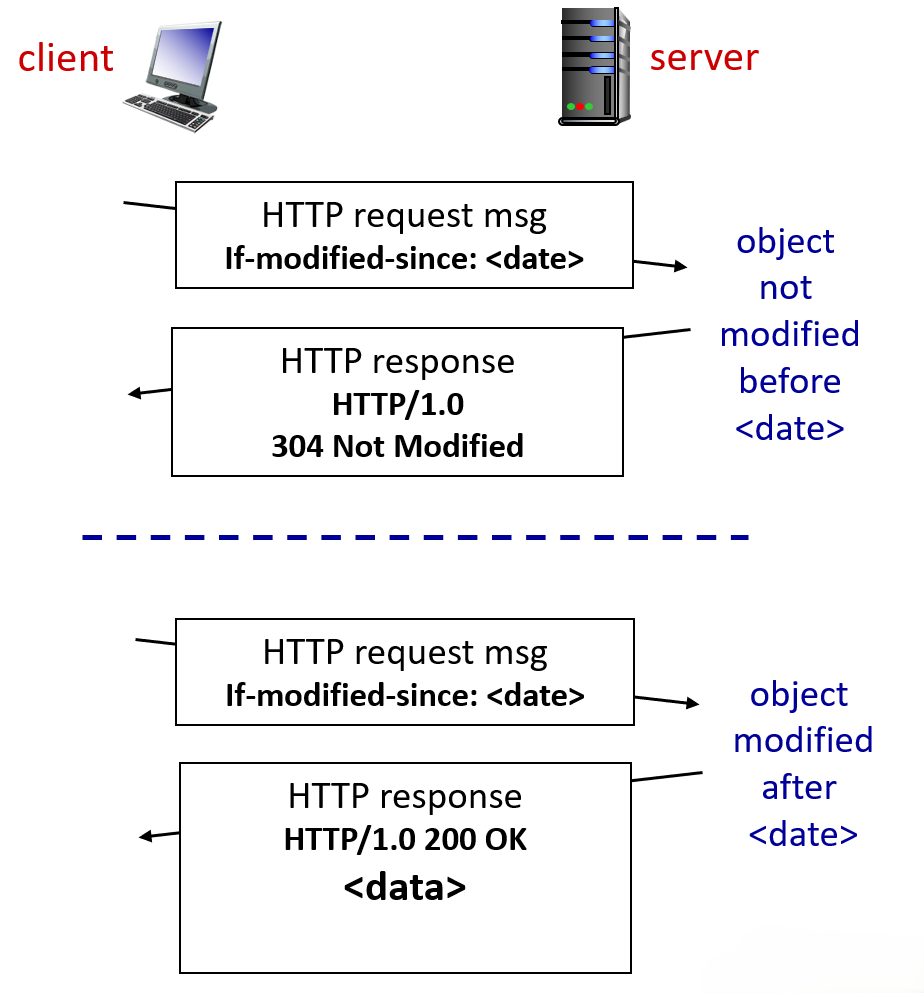 client
server
HTTP request msg
If-modified-since: <date>
object
not
modified
before
<date>
HTTP response
HTTP/1.0
304 Not Modified
HTTP request msg
If-modified-since: <date>
object
modified
after
<date>
HTTP response
HTTP/1.0 200 OK
<data>